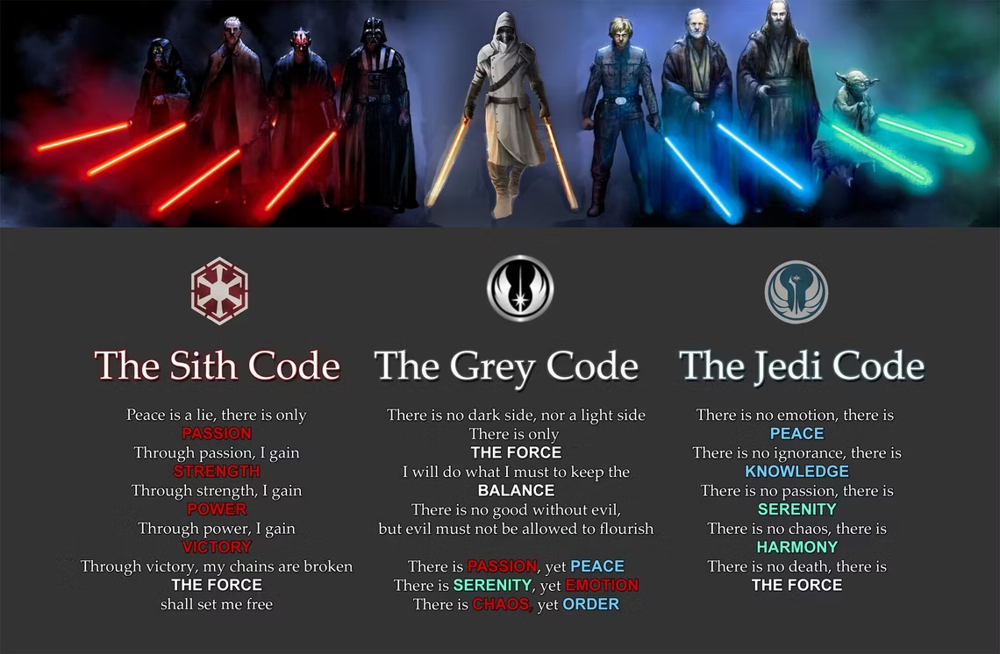 The Sith Code
Peace is a lie, there is only
PASSION
Through passion, I gain
STRENGTH
Through strength, I gain
POWER
Through power, I gain
VICTORY
Through victory, my chains are broken
THE FORCE
shall set me free
The Grey Code
There is no dark side, nor a light side
There is only
THE FORCE
I will do what I must to keep the
BALANCE
There is no good without evil,
but evil must not be allowed to flourish
There is PASSION, yet PEACE
There is SERENITY, yet EMOTION
There is CHAOS, yet ORDER
The Jedi Code
There is no emotion, there is
PEACE
There is no ignorance, there is
KNOWLEDGE
There is no passion, there is
SERENITY
There is no chaos, there is
HARMONY
There is no death, there is
THE FORCE